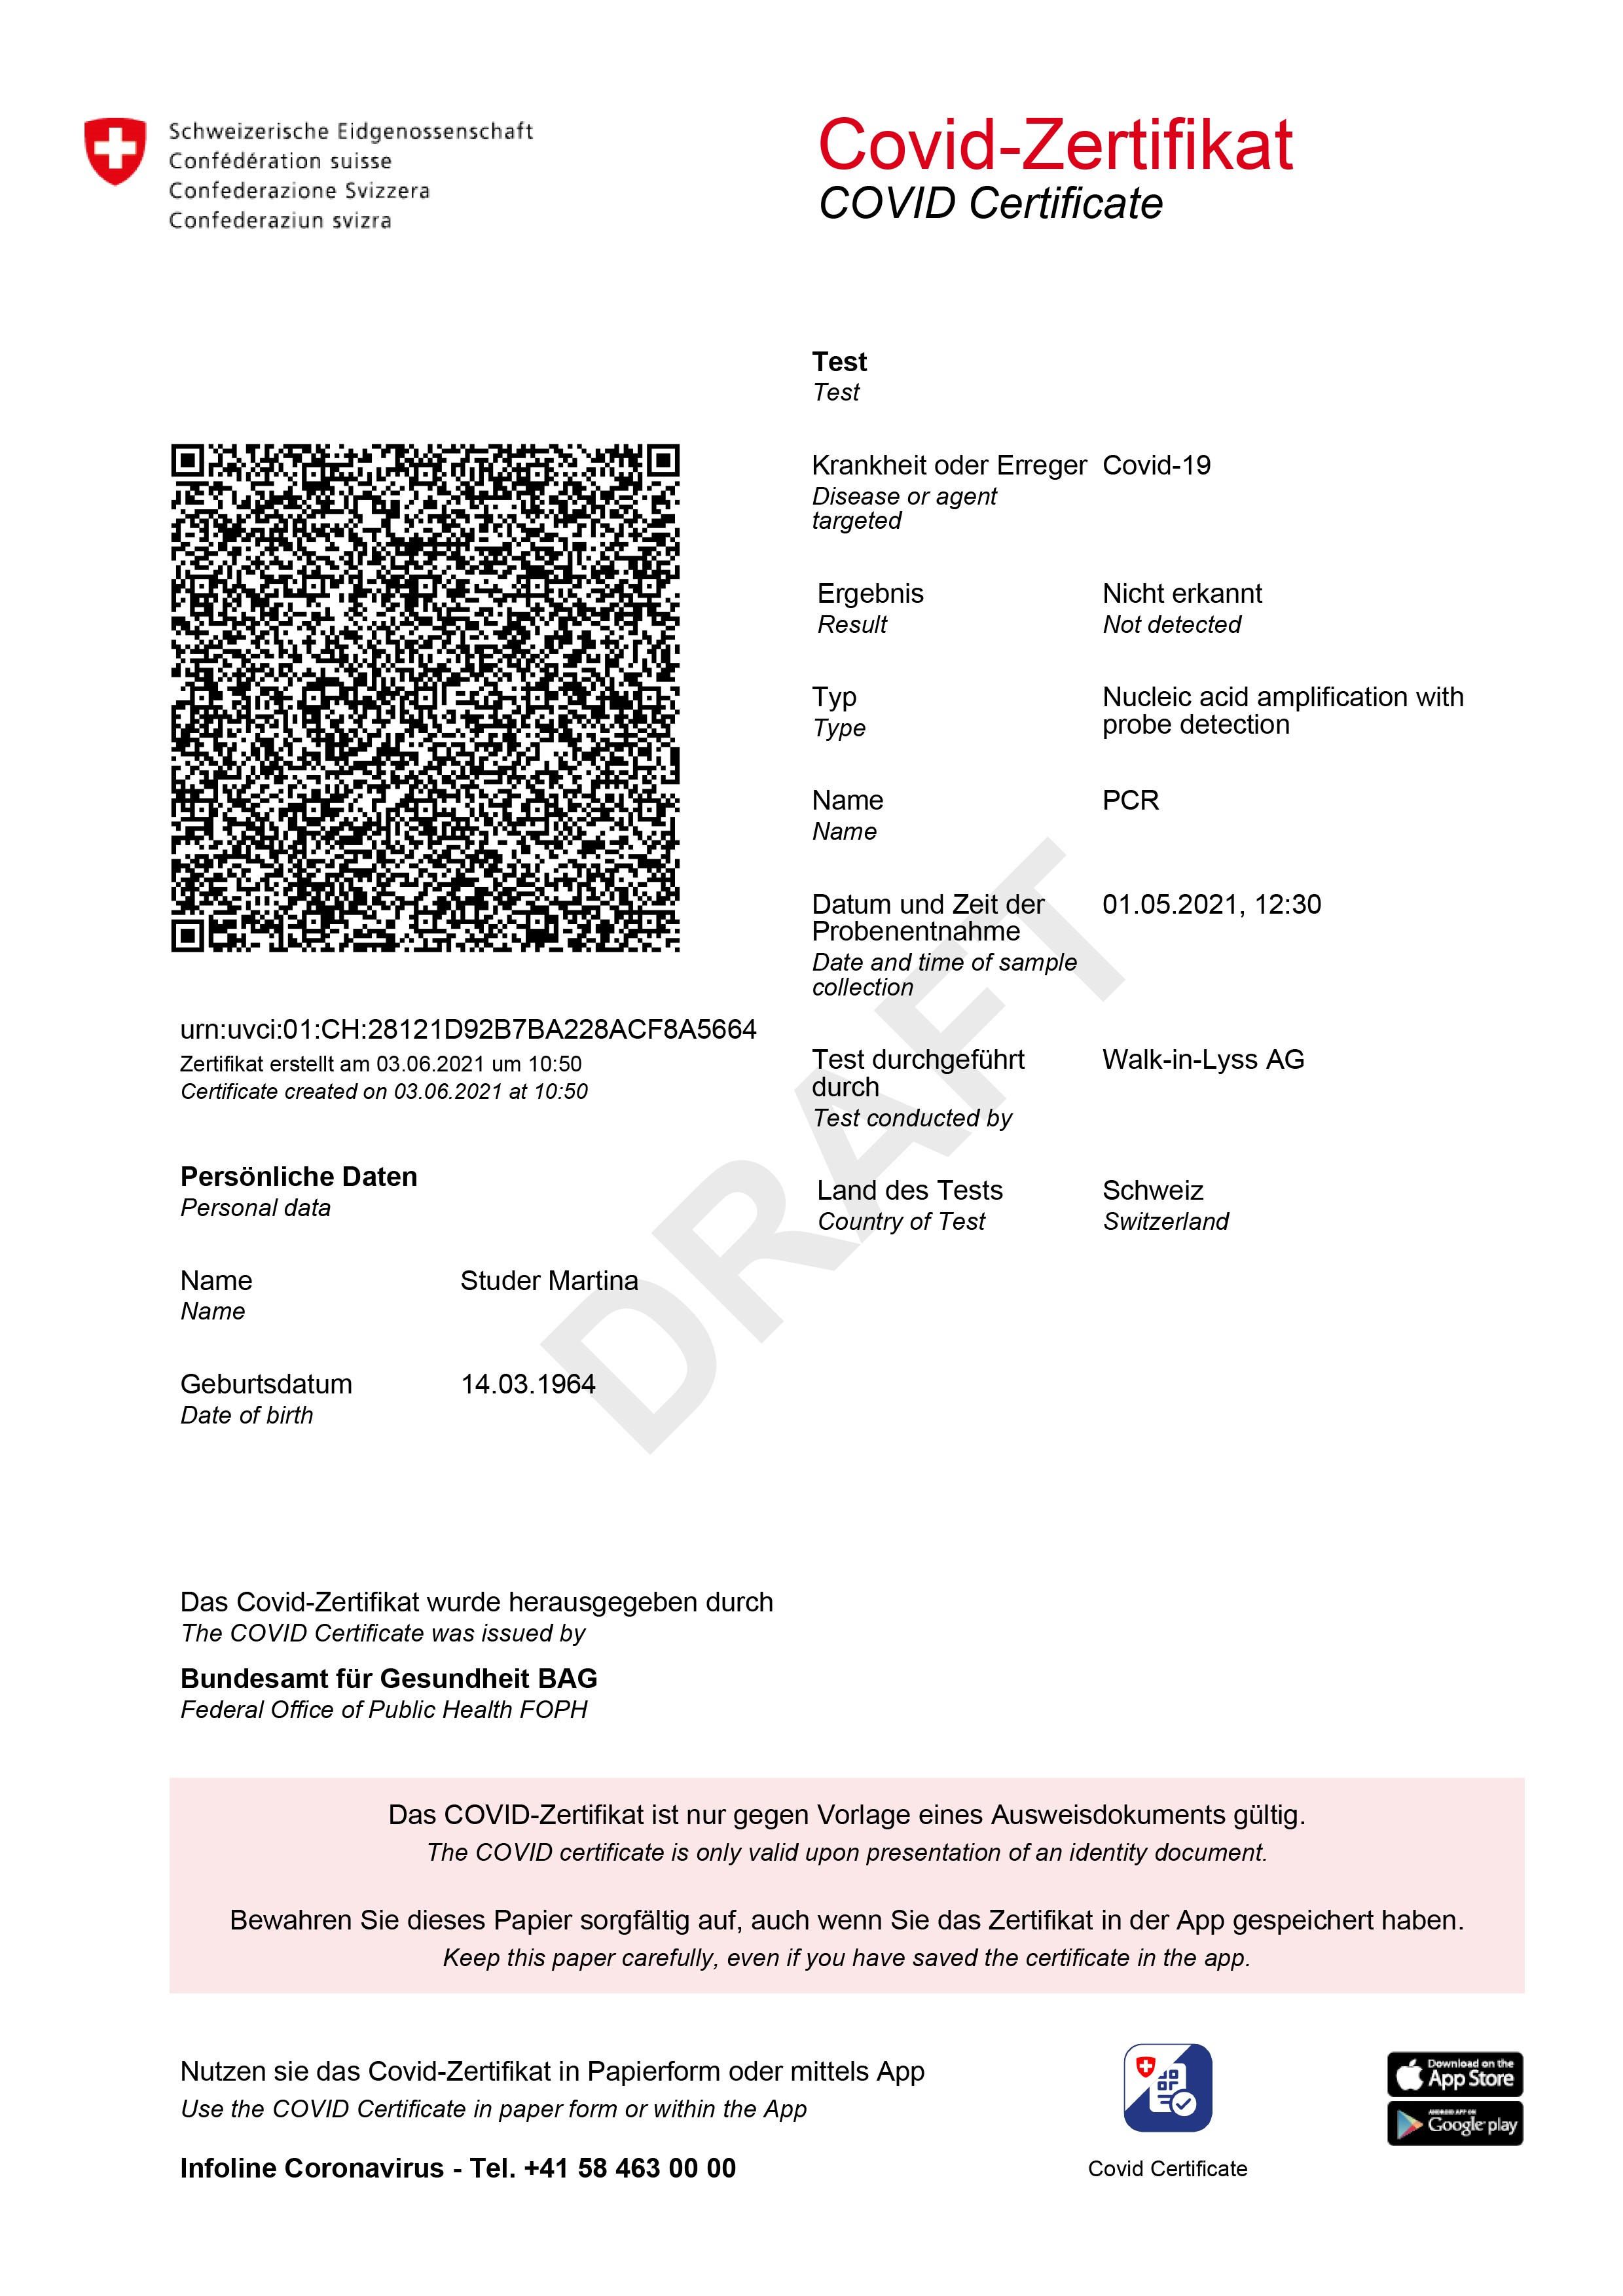 Schweizerische Eidgenossenschaft
Confédération suisse
Confederazione Svizzera
Confederaziun svizra
Covid-Zertifikat
COVID Certificate
urn:uvci:01:CH:28121D92B7BA228ACF8A5664
Zertifikat erstellt am 03.06.2021 um 10:50
Certificate created on 03.06.2021 at 10:50
Persönliche Daten
Personal data
Name Studer Martina
Name
Geburtsdatum 14.03.1964
Date of birth
Test
Test
Krankheit oder Erreger Covid-19
Disease or agent
targeted
Ergebnis Nicht erkannt
Result Not detected
Typ Nucleic acid amplification with
Type probe detection
Name PCR
Name
Datum und Zeit der 01.05.2021, 12:30
Probenentnahme
Date and time of sample
collection
Test durchgeführt Walk-in-Lyss AG
durch
Test conducted by
Land des Tests Schweiz
Country of Test Switzerland
DRAFT
Das Covid-Zertifikat wurde herausgegeben durch
The COVID Certificate was issued by
Bundesamt für Gesundheit BAG
Federal Office of Public Health FOPH
Das COVID-Zertifikat ist nur gegen Vorlage eines Ausweisdokuments gültig.
The COVID certificate is only valid upon presentation of an identity document.
Bewahren Sie dieses Papier sorgfältig auf, auch wenn Sie das Zertifikat in der App gespeichert haben.
Keep this paper carefully, even if you have saved the certificate in the app.
Nutzen sie das Covid-Zertifikat in Papierform oder mittels App
Use the COVID Certificate in paper form or within the App
Infoline Coronavirus - Tel. +41 58 463 00 00
Covid Certificate
Download on the
App Store
ANDROID APP ON
Google play